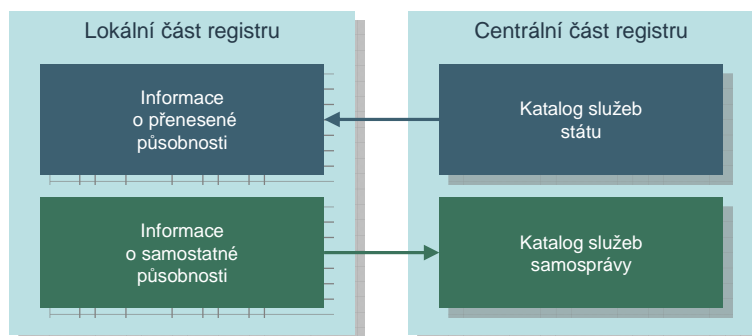 Lokální část registru
Informace
o přenesené
působnosti
Informace
o samostatné
působnosti
Centrální část registru
Katalog služeb
státu
Katalog služeb
samosprávy